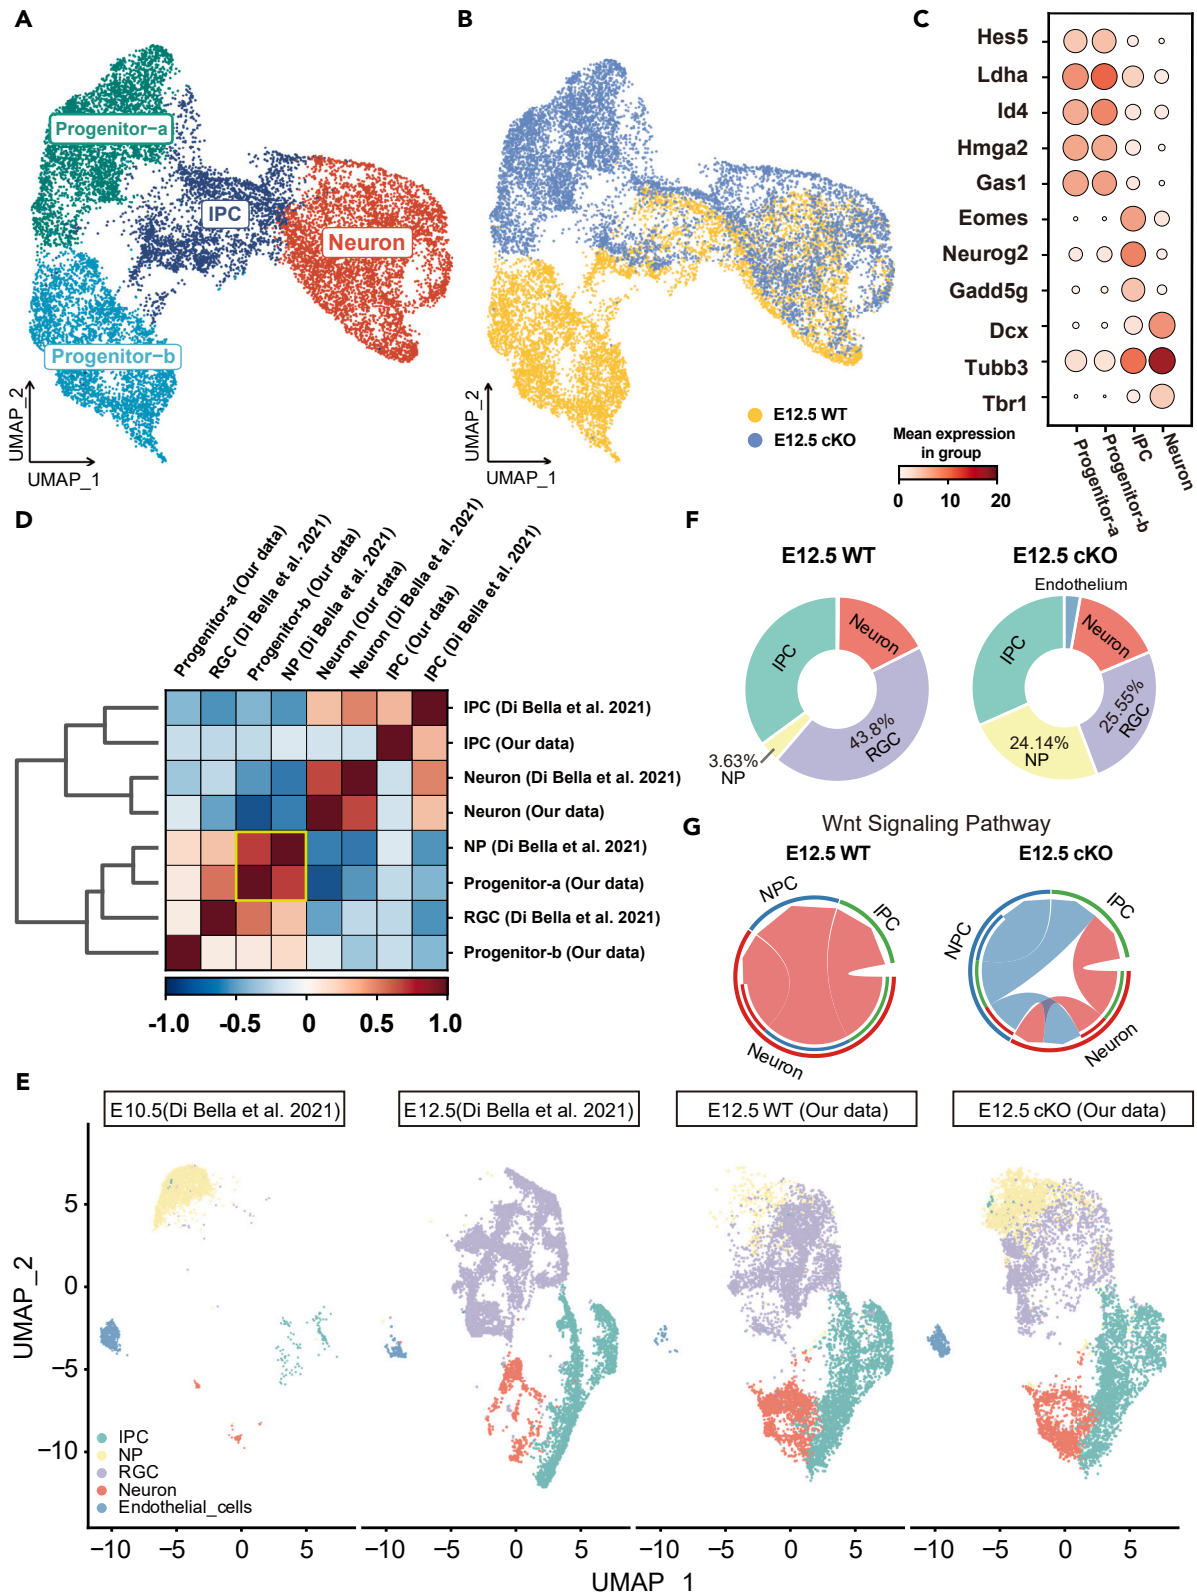 A
Progenitor-a
IPC
Neuron
Progenitor-b
UMAP_2
UMAP_1
B
E12.5 WT
E12.5 cKO
UMAP_2
UMAP_1
C
Hes5
Ldha
Id4
Hmga2
Gas1
Eomes
Neurog2
Gadd5g
Dcx
Tubb3
Tbr1
Progenitor-a
Progenitor-b
IPC
Neuron
Mean expression
in group
0 10 20
D
Progenitor-a (Our data)
RGC (Di Bella et al. 2021)
Progenitor-b (Our data)
NP (Di Bella et al. 2021)
Neuron (Our data)
Neuron (Di Bella et al. 2021)
IPC (Our data)
IPC (Di Bella et al. 2021)
IPC (Di Bella et al. 2021)
IPC (Our data)
Neuron (Di Bella et al. 2021)
Neuron (Our data)
NP (Di Bella et al. 2021)
Progenitor-a (Our data)
RGC (Di Bella et al. 2021)
Progenitor-b (Our data)
-1.0 -0.5 0 0.5 1.0
F
E12.5 WT
IPC
Neuron
43.8%
RGC
3.63%
NP
E12.5 cKO
Endothelium
IPC
Neuron
25.55%
RGC
24.14%
NP
G
Wnt Signaling Pathway
E12.5 WT
NPC
IPC
Neuron
E12.5 cKO
NPC
IPC
Neuron
E
E10.5(Di Bella et al. 2021)
E12.5(Di Bella et al. 2021)
E12.5 WT (Our data)
E12.5 cKO (Our data)
UMAP_2
5
0
−5
−10
IPC
NP
RGC
Neuron
Endothelial_cells
−10 −5 0 5
−10 −5 0 5
−10 −5 0 5
−10 −5 0 5
UMAP_1